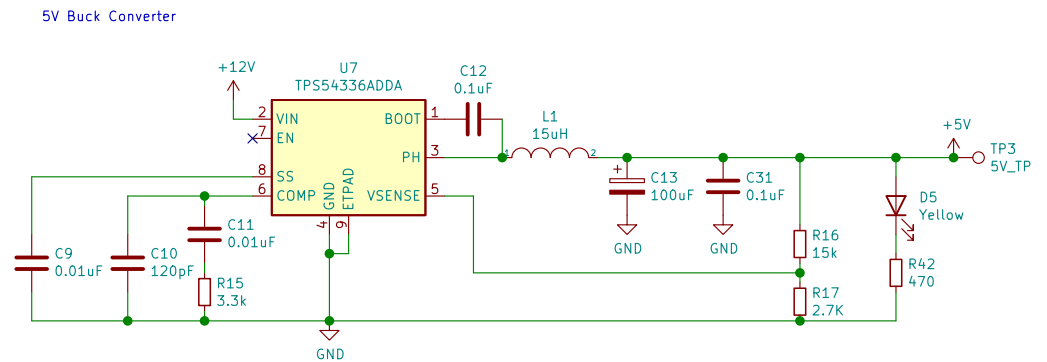 5V Buck Converter
+12V
U7
TPS54336ADDA
2
VIN
7
EN
8
SS
6
COMP
BOOT
1
PH
3
VSENSE
5
GND
4
ETPAD
9
C12
0.1uF
L1
15uH
1
2
+5V
TP3
5V_TP
+
C13
100uF
GND
C31
0.1uF
GND
D5
Yellow
R16
15k
R42
470
R17
2.7K
C11
0.01uF
C9
0.01uF
C10
120pF
R15
3.3k
GND